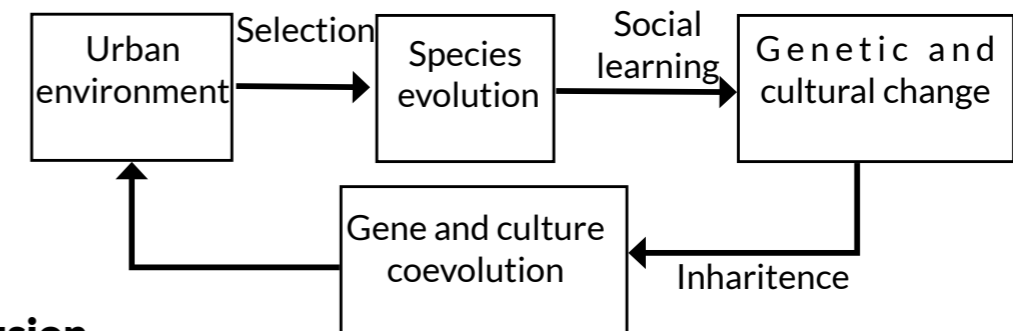 Urban
environment
Selection
Species
evolution
Social
learning
Genetic and
cultural change
Gene and culture
coevolution
Inharitence